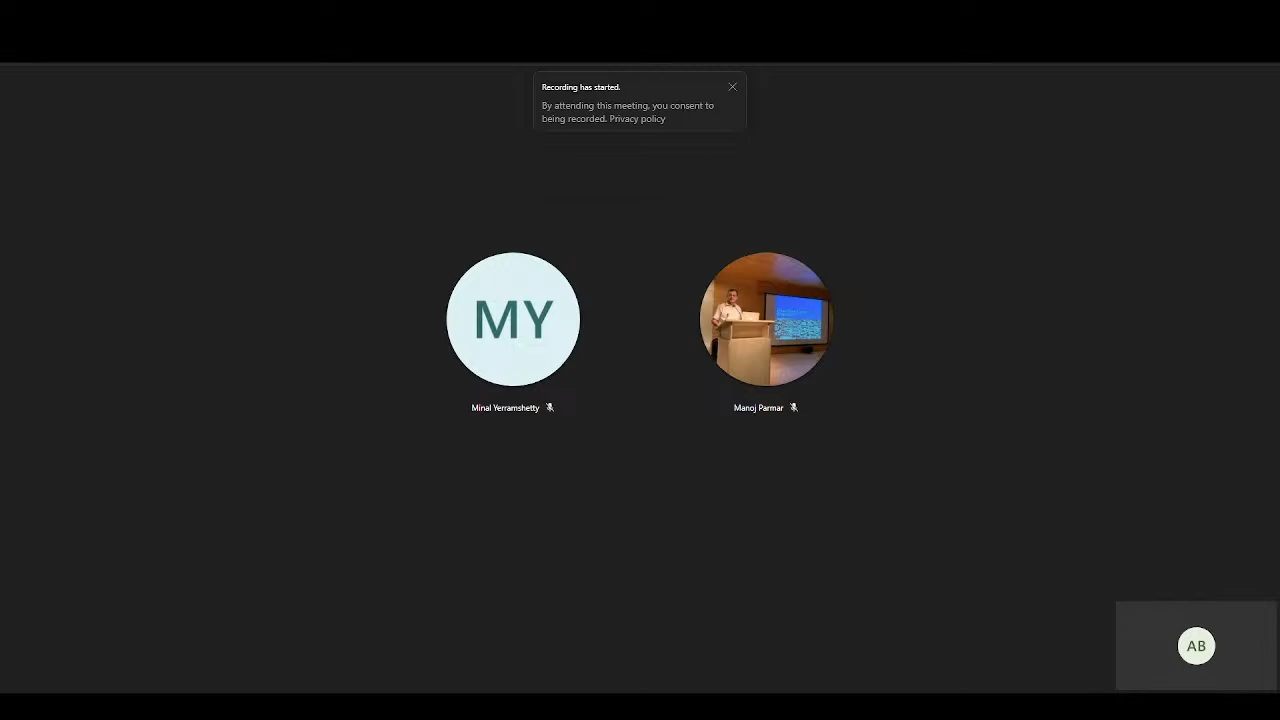 Recording has started.
By attending this meeting, you consent to
being recorded. Privacy policy
MY
Minal Yerramshetty
Manoj Parmar
AB